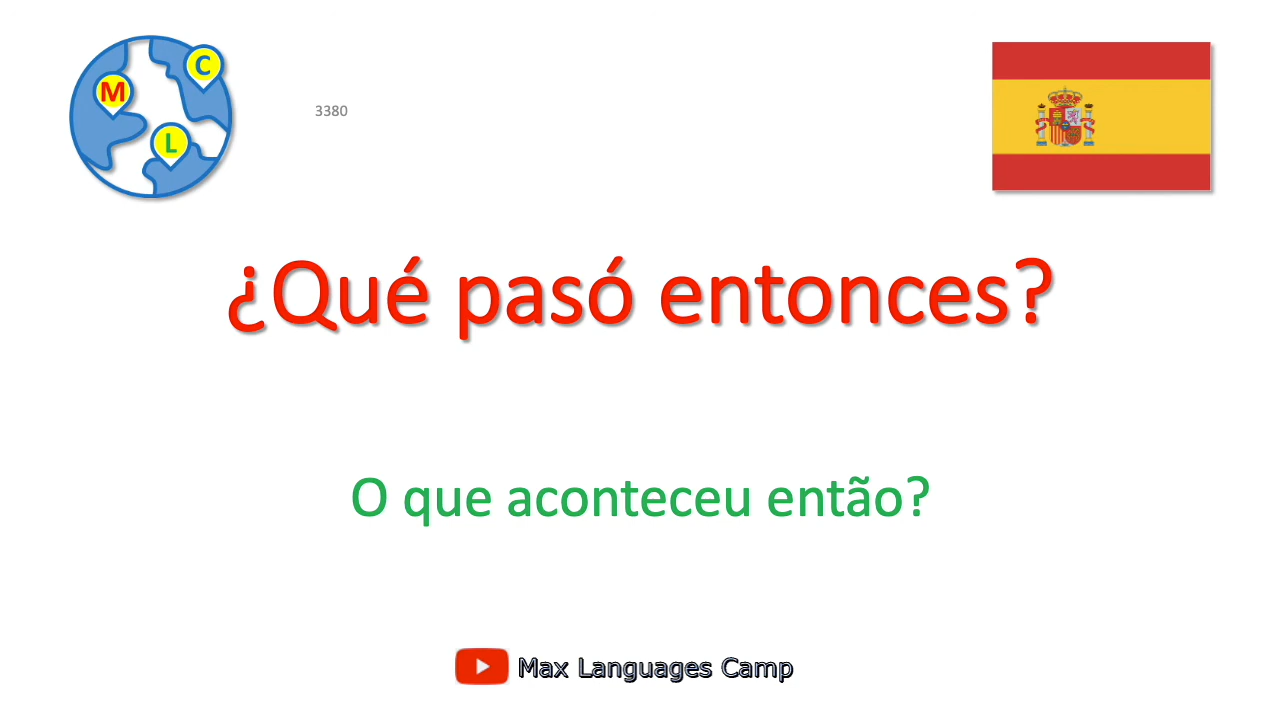 M
C
L
3380
¿Qué pasó entonces?
O que aconteceu então?
Max Languages Camp